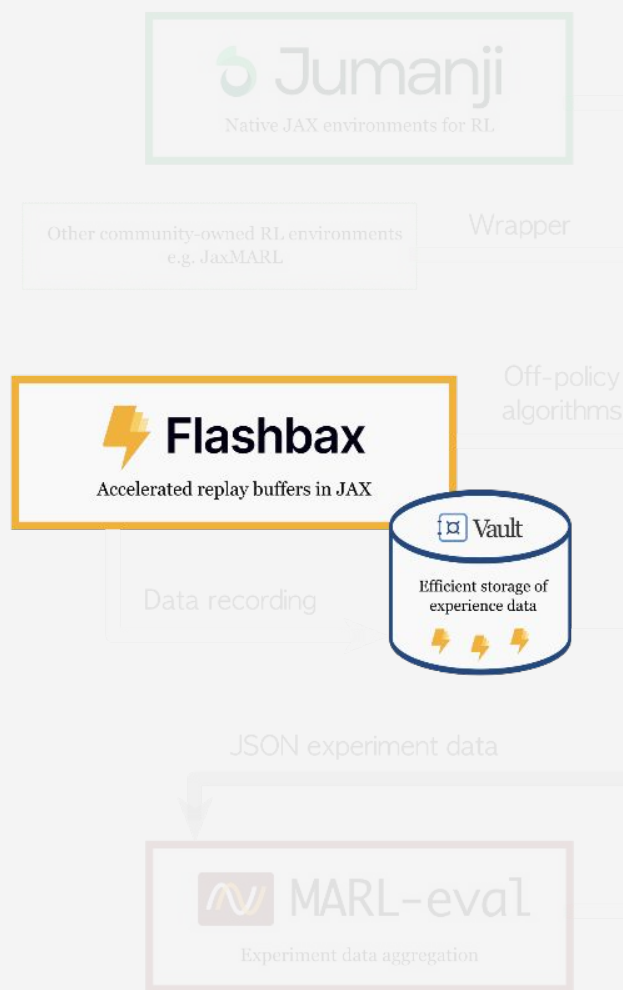 Jumanji
Native JAX environments for RL
Other community-owned RL environments
e.g. JaxMARL
Wrapper
Off-policy
algorithms
Flashbax
Accelerated replay buffers in JAX
Vault
Efficient storage of
experience data
Data recording
JSON experiment data
MARL-eval
Experiment data aggregation